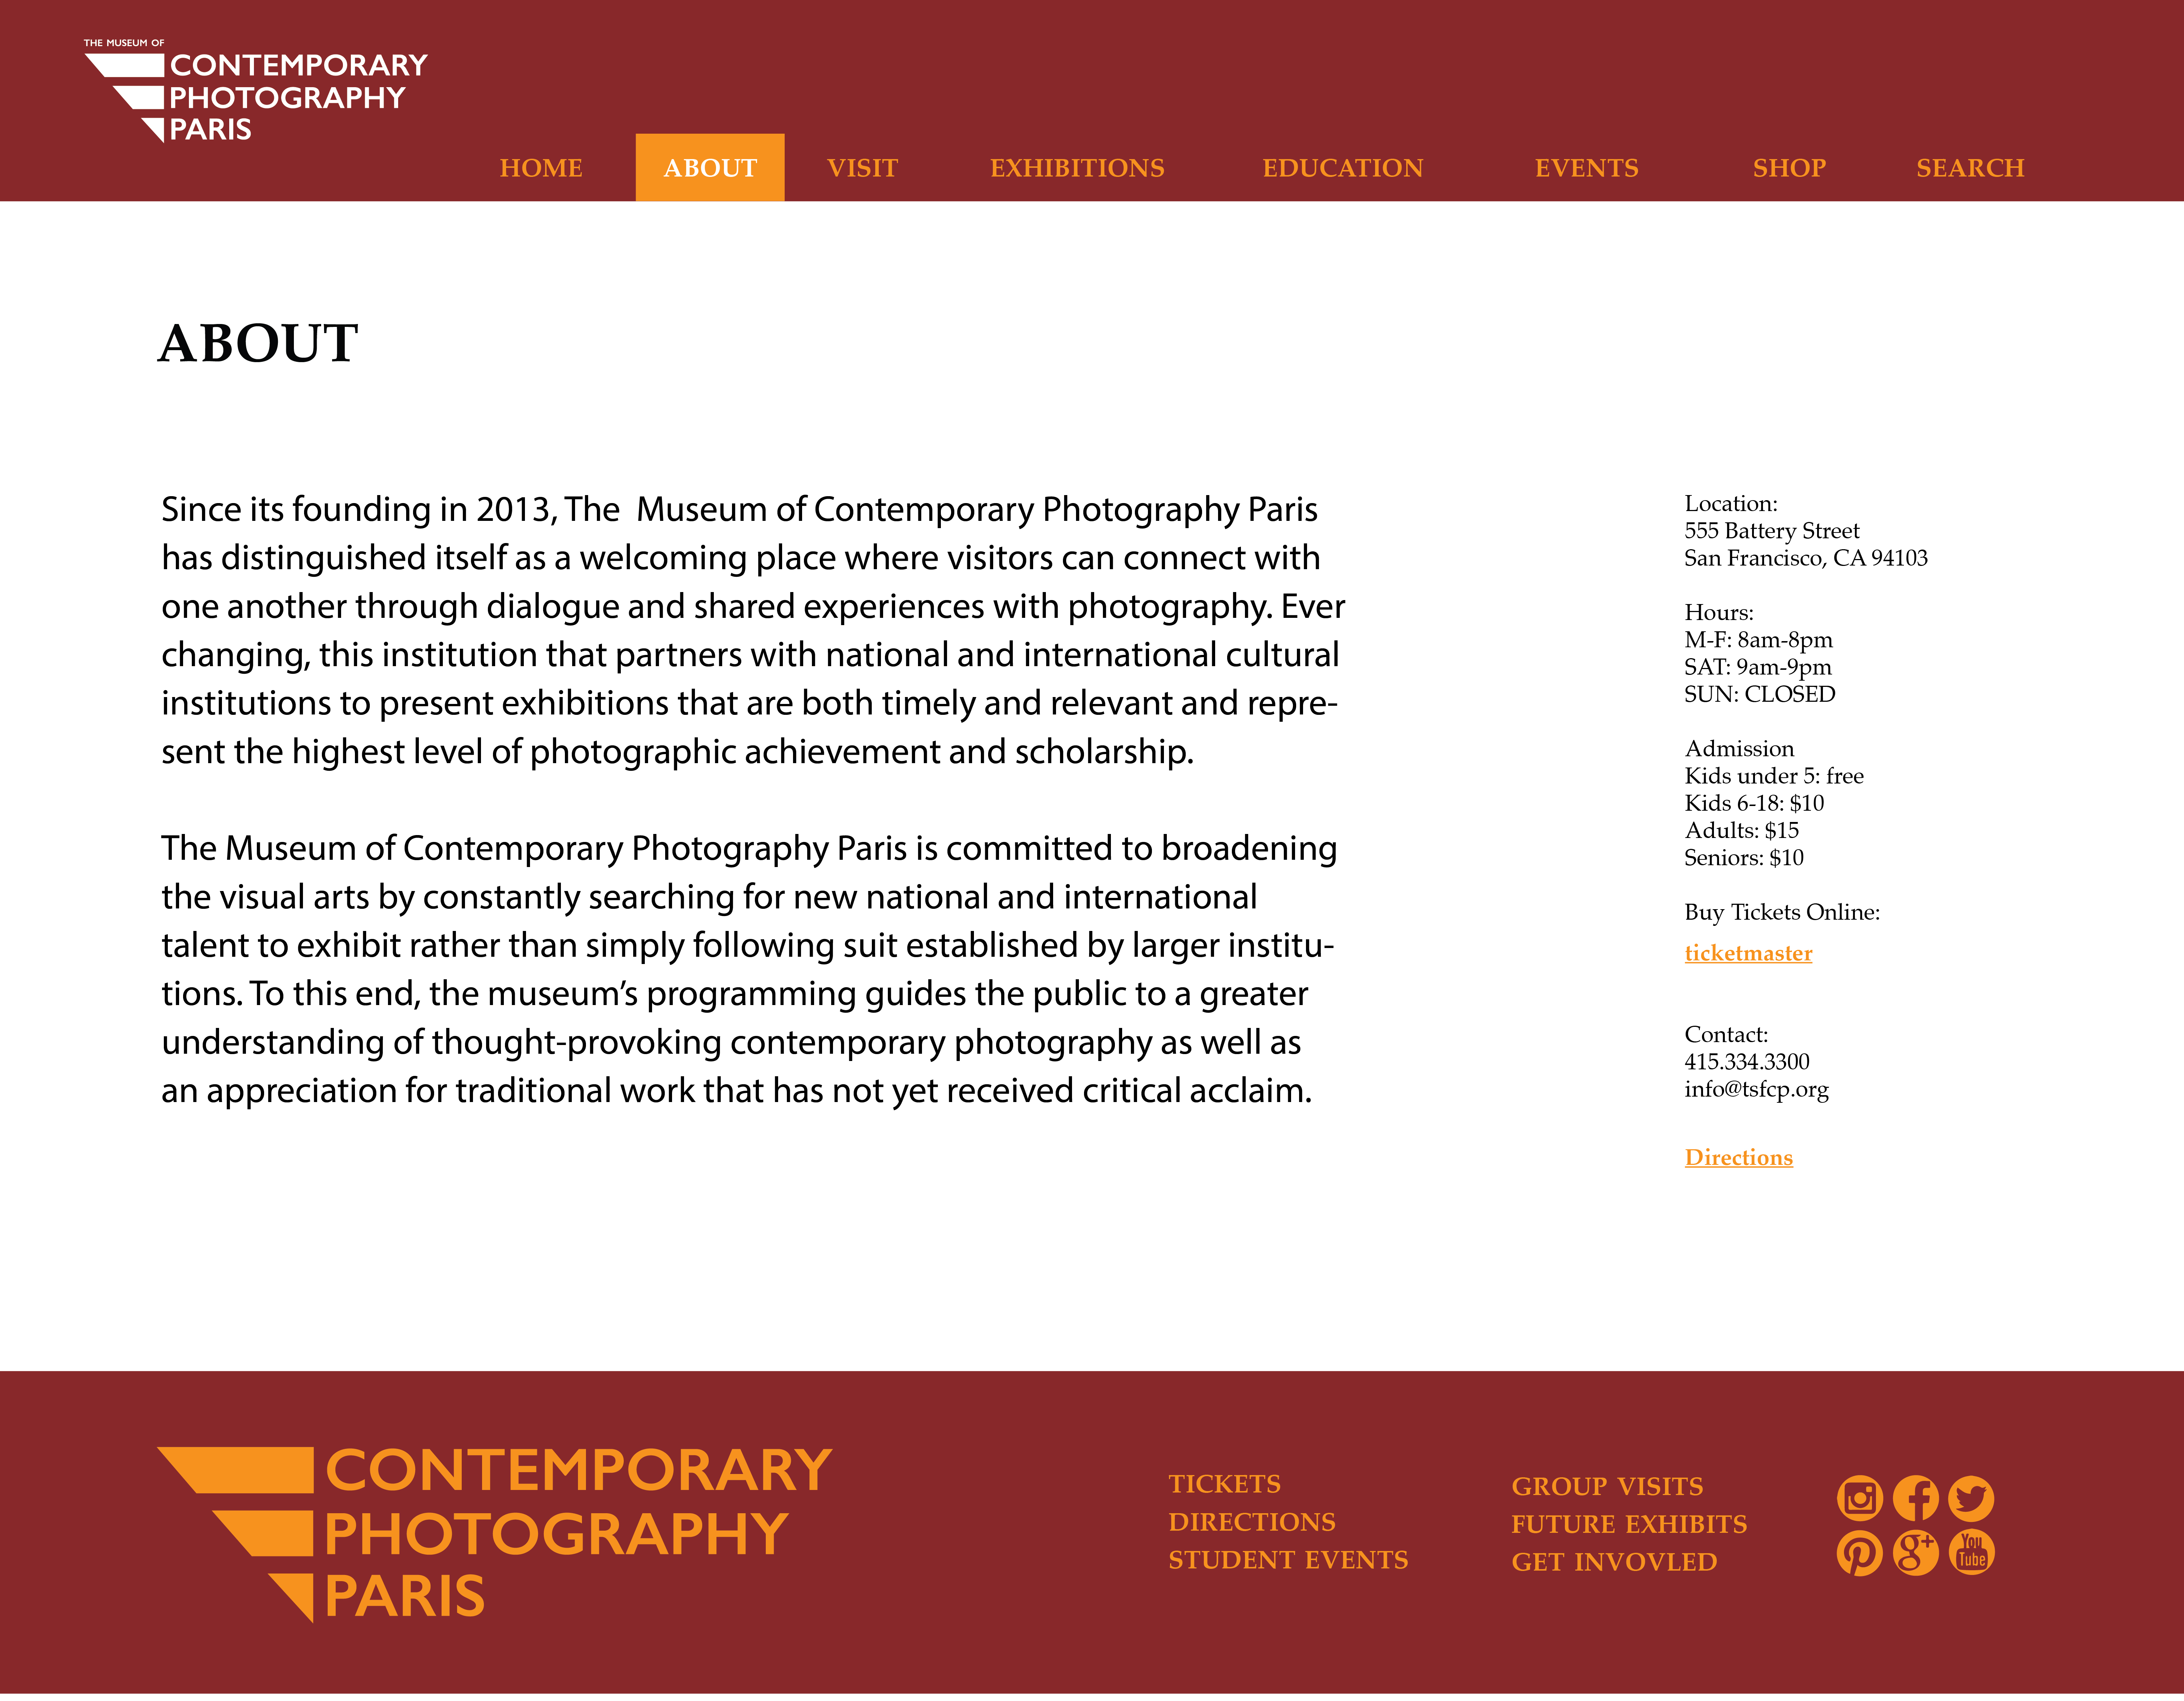 THE MUSEUM OF
CONTEMPORARY
PHOTOGRAPHY
PARIS
HOME ABOUT VISIT EXHIBITIONS EDUCATION EVENTS SHOP SEARCH
ABOUT
Since its founding in 2013, The  Museum of Contemporary Photography Paris
has distinguished itself as a welcoming place where visitors can connect with
one another through dialogue and shared experiences with photography. Ever
changing, this institution that partners with national and international cultural
institutions to present exhibitions that are both timely and relevant and repre-
sent the highest level of photographic achievement and scholarship.
The Museum of Contemporary Photography Paris is committed to broadening
the visual arts by constantly searching for new national and international
talent to exhibit rather than simply following suit established by larger institu-
tions. To this end, the museum’s programming guides the public to a greater
understanding of thought-provoking contemporary photography as well as
an appreciation for traditional work that has not yet received critical acclaim.
Location:
555 Battery Street
San Francisco, CA 94103
Hours:
M-F: 8am-8pm
SAT: 9am-9pm
SUN: CLOSED
Admission
Kids under 5: free
Kids 6-18: $10
Adults: $15
Seniors: $10
Buy Tickets Online:
ticketmaster
Contact:
415.334.3300
info@tsfcp.org
Directions
CONTEMPORARY
PHOTOGRAPHY
PARIS
TICKETS
DIRECTIONS
STUDENT EVENTS
GROUP VISITS
FUTURE EXHIBITS
GET INVOVLED
g+
You
Tube